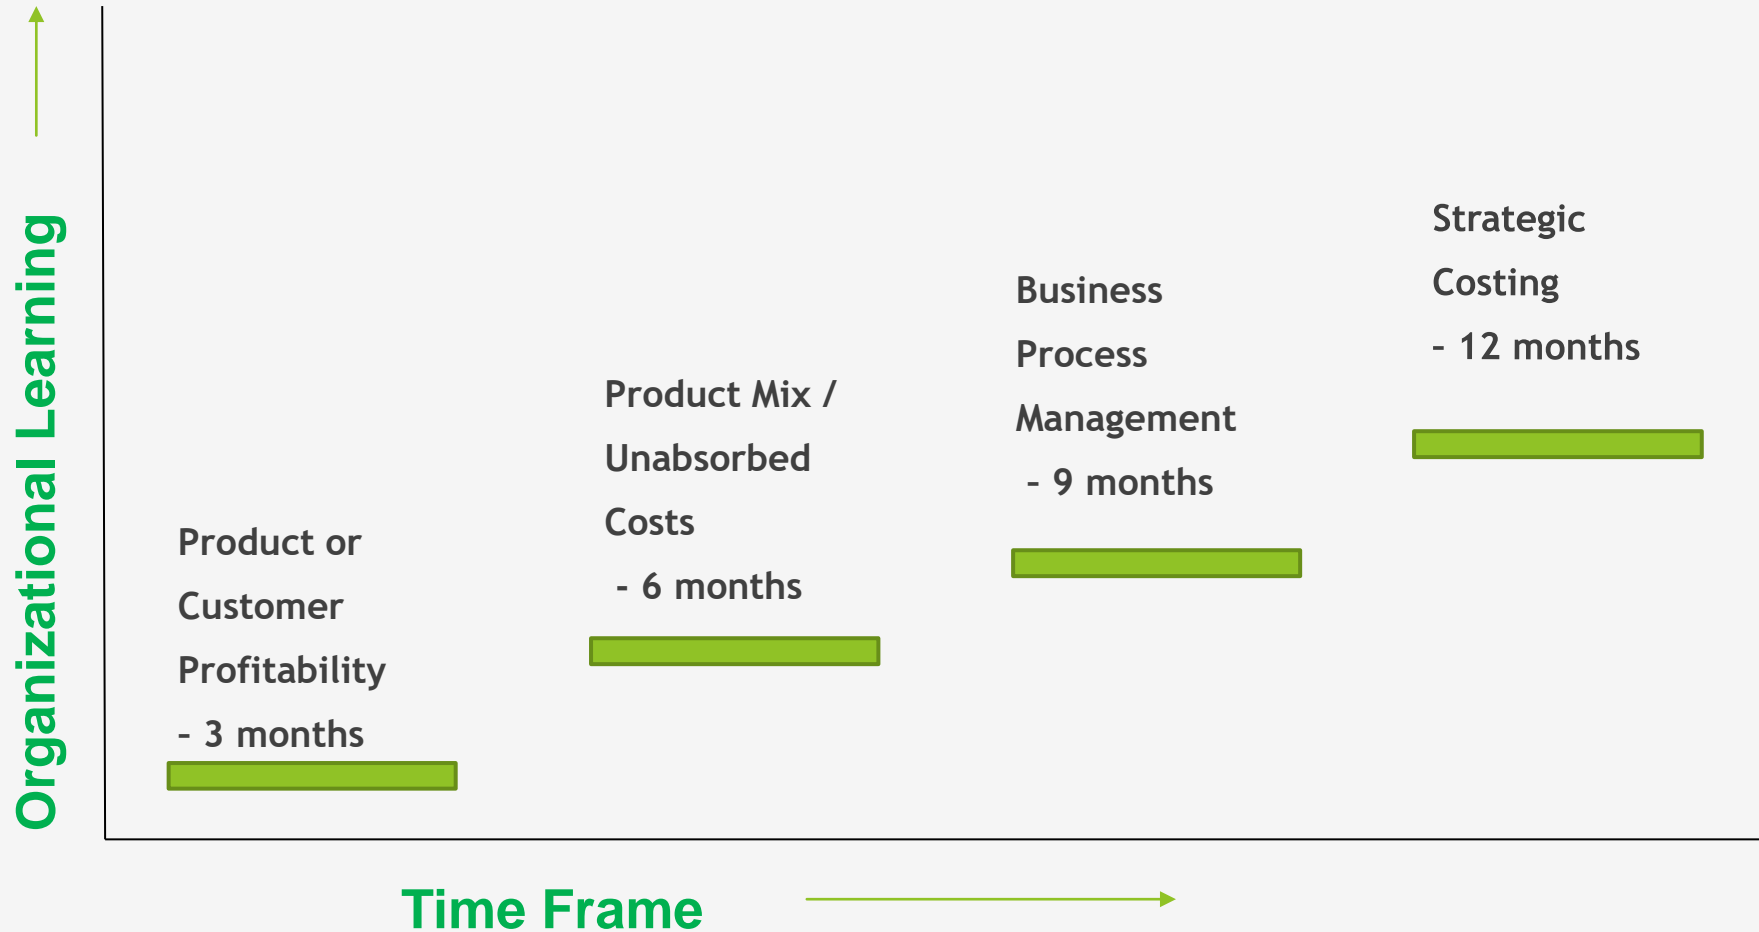 Organizational Learning
Product or
Customer
Profitability
– 3 months
Product Mix /
Unabsorbed
Costs
- 6 months
Business
Process
Management
– 9 months
Strategic
Costing
– 12 months
Time Frame